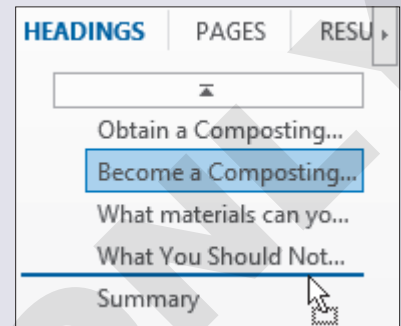 HEADINGS PAGES RESU
Obtain a Composting...
Become a Composting...
What materials can yo...
What You Should Not...
Summary